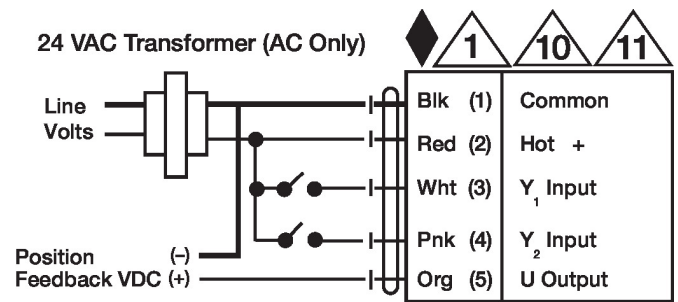 24 VAC Transformer (AC Only)
1
10
11
Line
Volts
Blk (1) Common
Red (2) Hot +
Wht (3) Y1 Input
Pnk (4) Y2 Input
Org (5) U Output
Position (–)
Feedback VDC (+)